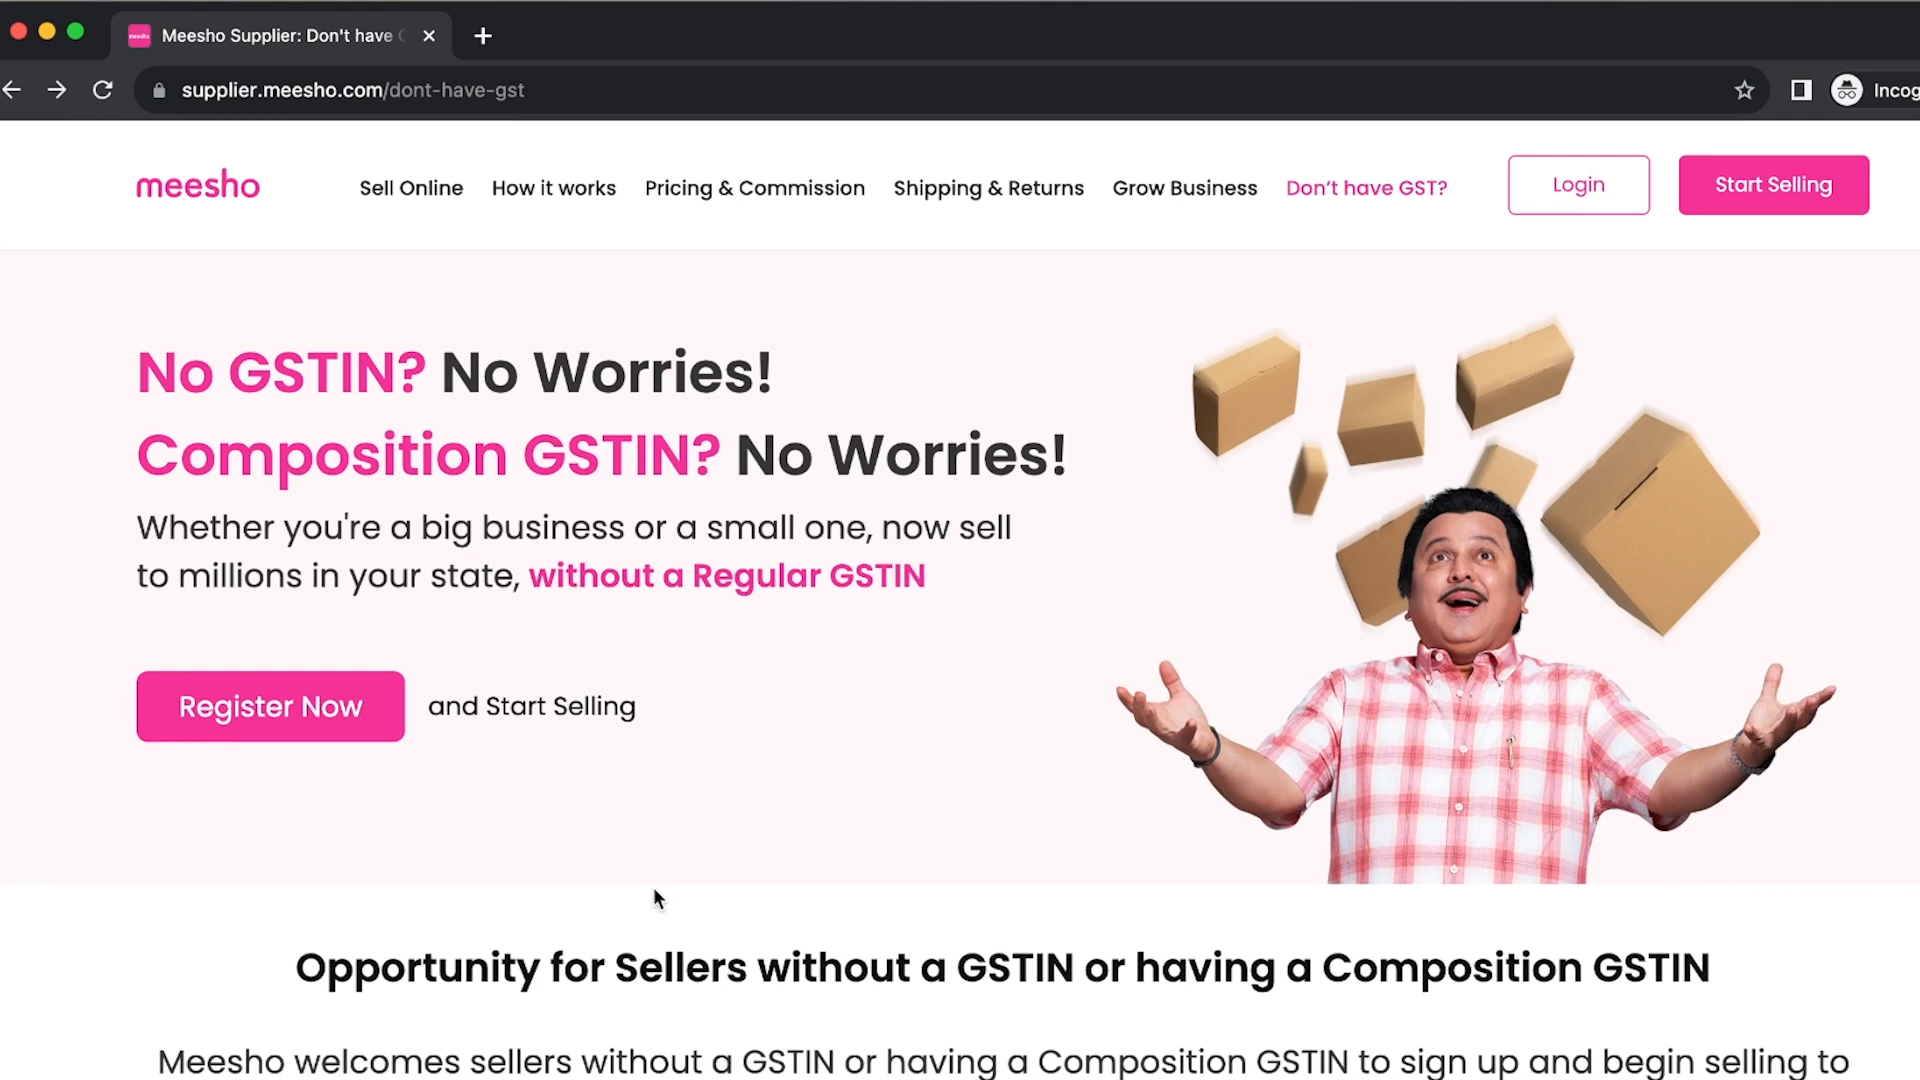 Meesho Supplier: Don't have
supplier.meesho.com/dont-have-gst
Incog
meesho
Sell Online
How it works
Pricing & Commission
Shipping & Returns
Grow Business
Don’t have GST?
Login
Start Selling
No GSTIN? No Worries!
Composition GSTIN? No Worries!
Whether you're a big business or a small one, now sell
to millions in your state, without a Regular GSTIN
Register Now
and Start Selling
Opportunity for Sellers without a GSTIN or having a Composition GSTIN
Meesho welcomes sellers without a GSTIN or having a Composition GSTIN to sign up and begin selling to